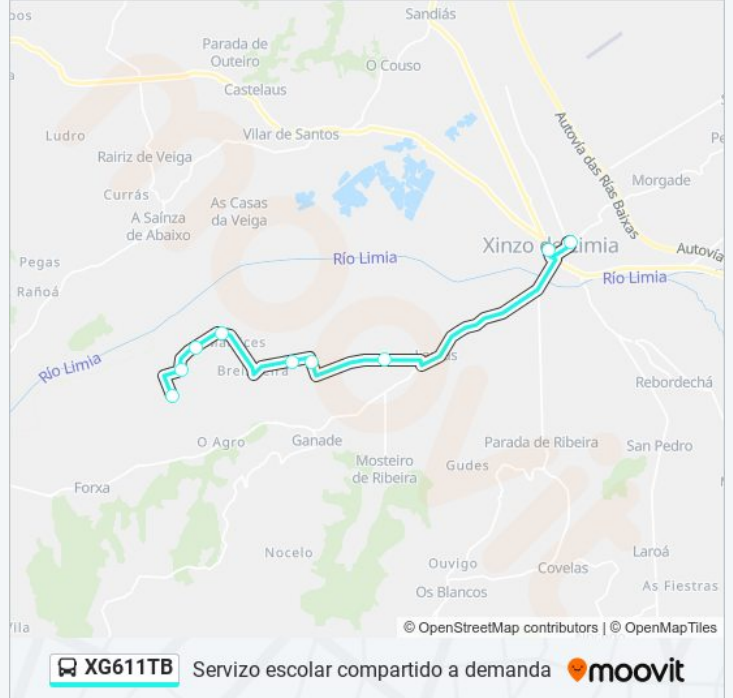 Sandiás
Parada de
Outeiro
O Couso
Castelaus
Ludro
Vilar de Santos
Autovía das Rías Baixas
Rairiz de Veiga
Morgade
Currás
As Casas
da Veiga
A Saínza
de Abaixo
Xinzo de Limia
Autovía
Pegas
Río Limia
Río Limia
Rañoá
Río Limia
Rebordechá
O Agro
Ganade
Parada de Ribeira
San Pedro
Mosteiro
de Ribeira
Gudes
Forxa
Nocelo
Laroá
Ouvigo
Covelas
As Fiestras
Os Blancos
© OpenStreetMap contributors | © OpenMapTiles
XG611TB
Servizo escolar compartido a demanda
moovit